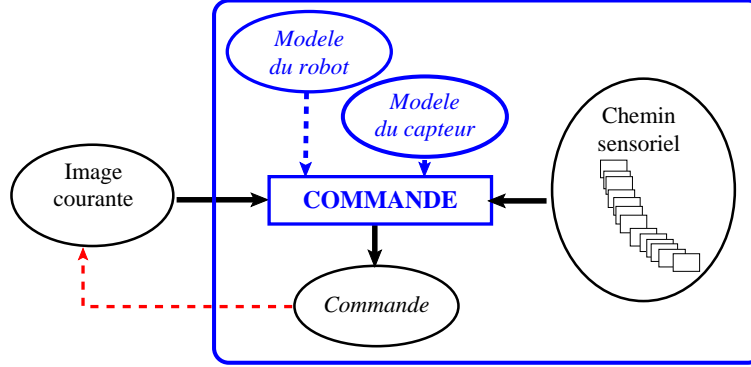 Modele
du robot
Modele
du capteur
Chemin
sensoriel
Image
courante
COMMANDE
Commande